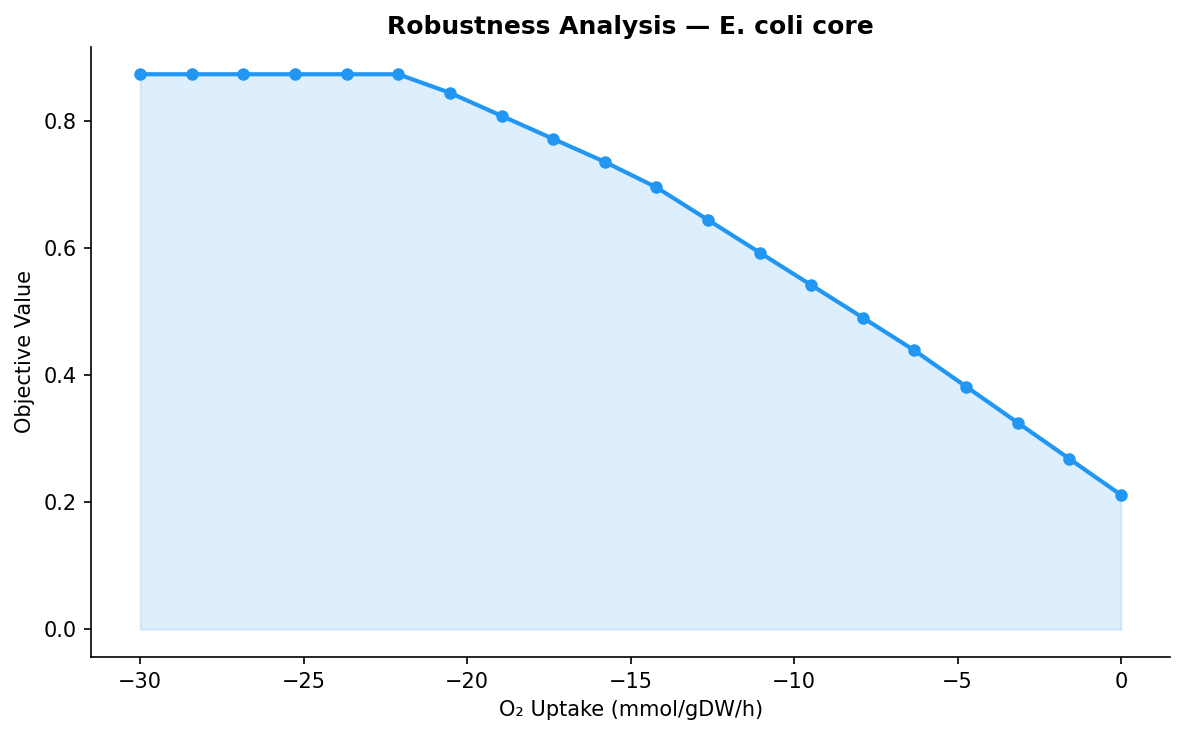 Robustness Analysis — E. coli core
Objective Value
0.8
0.6
0.4
0.2
0.0
−30 −25 −20 −15 −10 −5 0
O₂ Uptake (mmol/gDW/h)